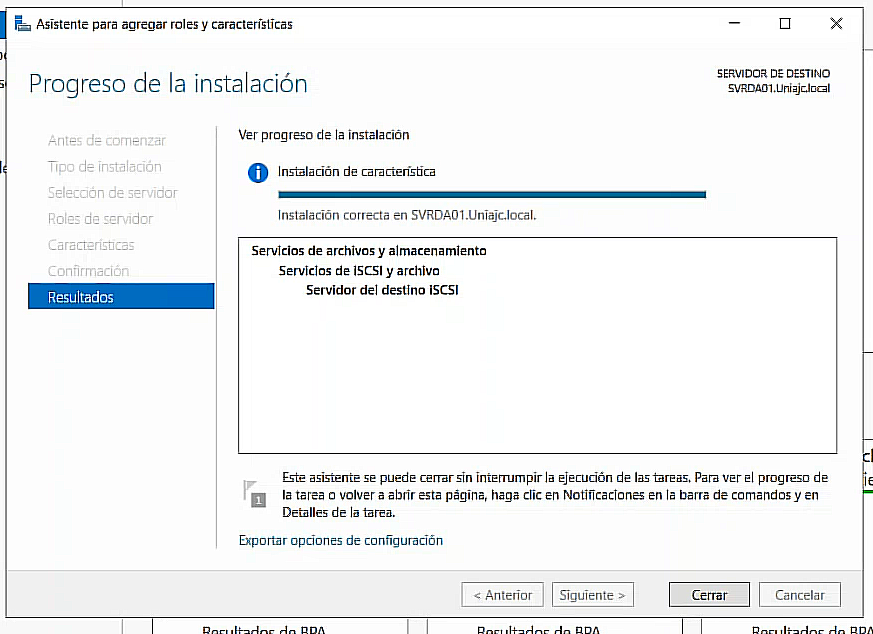 Asistente para agregar roles y características
Progreso de la instalación
SERVIDOR DE DESTINO
SVRDA01.Uniajc.local
Antes de comenzar
Tipo de instalación
Selección de servidor
Roles de servidor
Características
Confirmación
Resultados
Ver progreso de la instalación
Instalación de característica
Instalación correcta en SVRDA01.Uniajc.local.
Servicios de archivos y almacenamiento
Servicios de iSCSI y archivo
Servidor del destino iSCSI
1
Este asistente se puede cerrar sin interrumpir la ejecución de las tareas. Para ver el progreso de
la tarea o volver a abrir esta página, haga clic en Notificaciones en la barra de comandos y en
Detalles de la tarea.
Exportar opciones de configuración
< Anterior
Siguiente >
Cerrar
Cancelar
Resultados de BPA
Resultados de BPA
Resultados de BPA